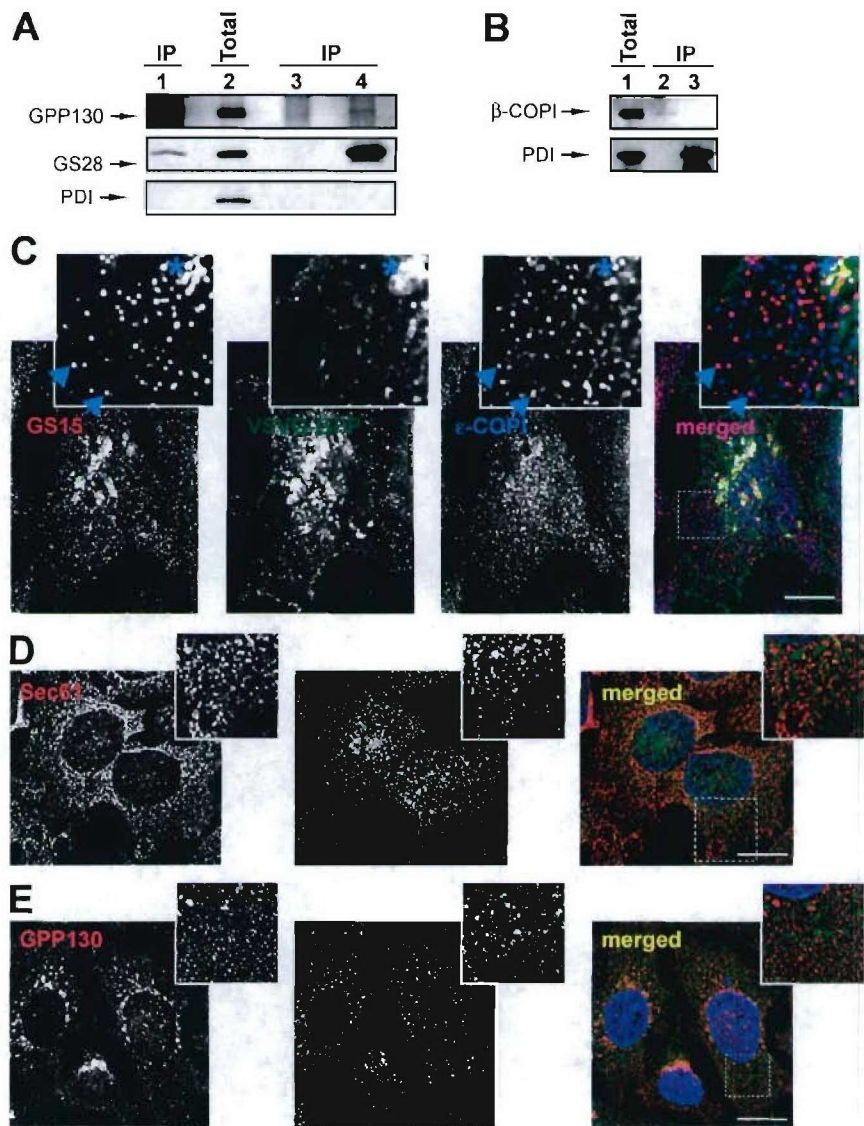 A
B
IP
Total
IP
1
2
3
4
GPP130
GS28
PDI
Total
IP
1
2
3
β-COPI
PDI
C
GS15
ε-COPI
merged
D
Sec61
merged
E
GPP130
merged